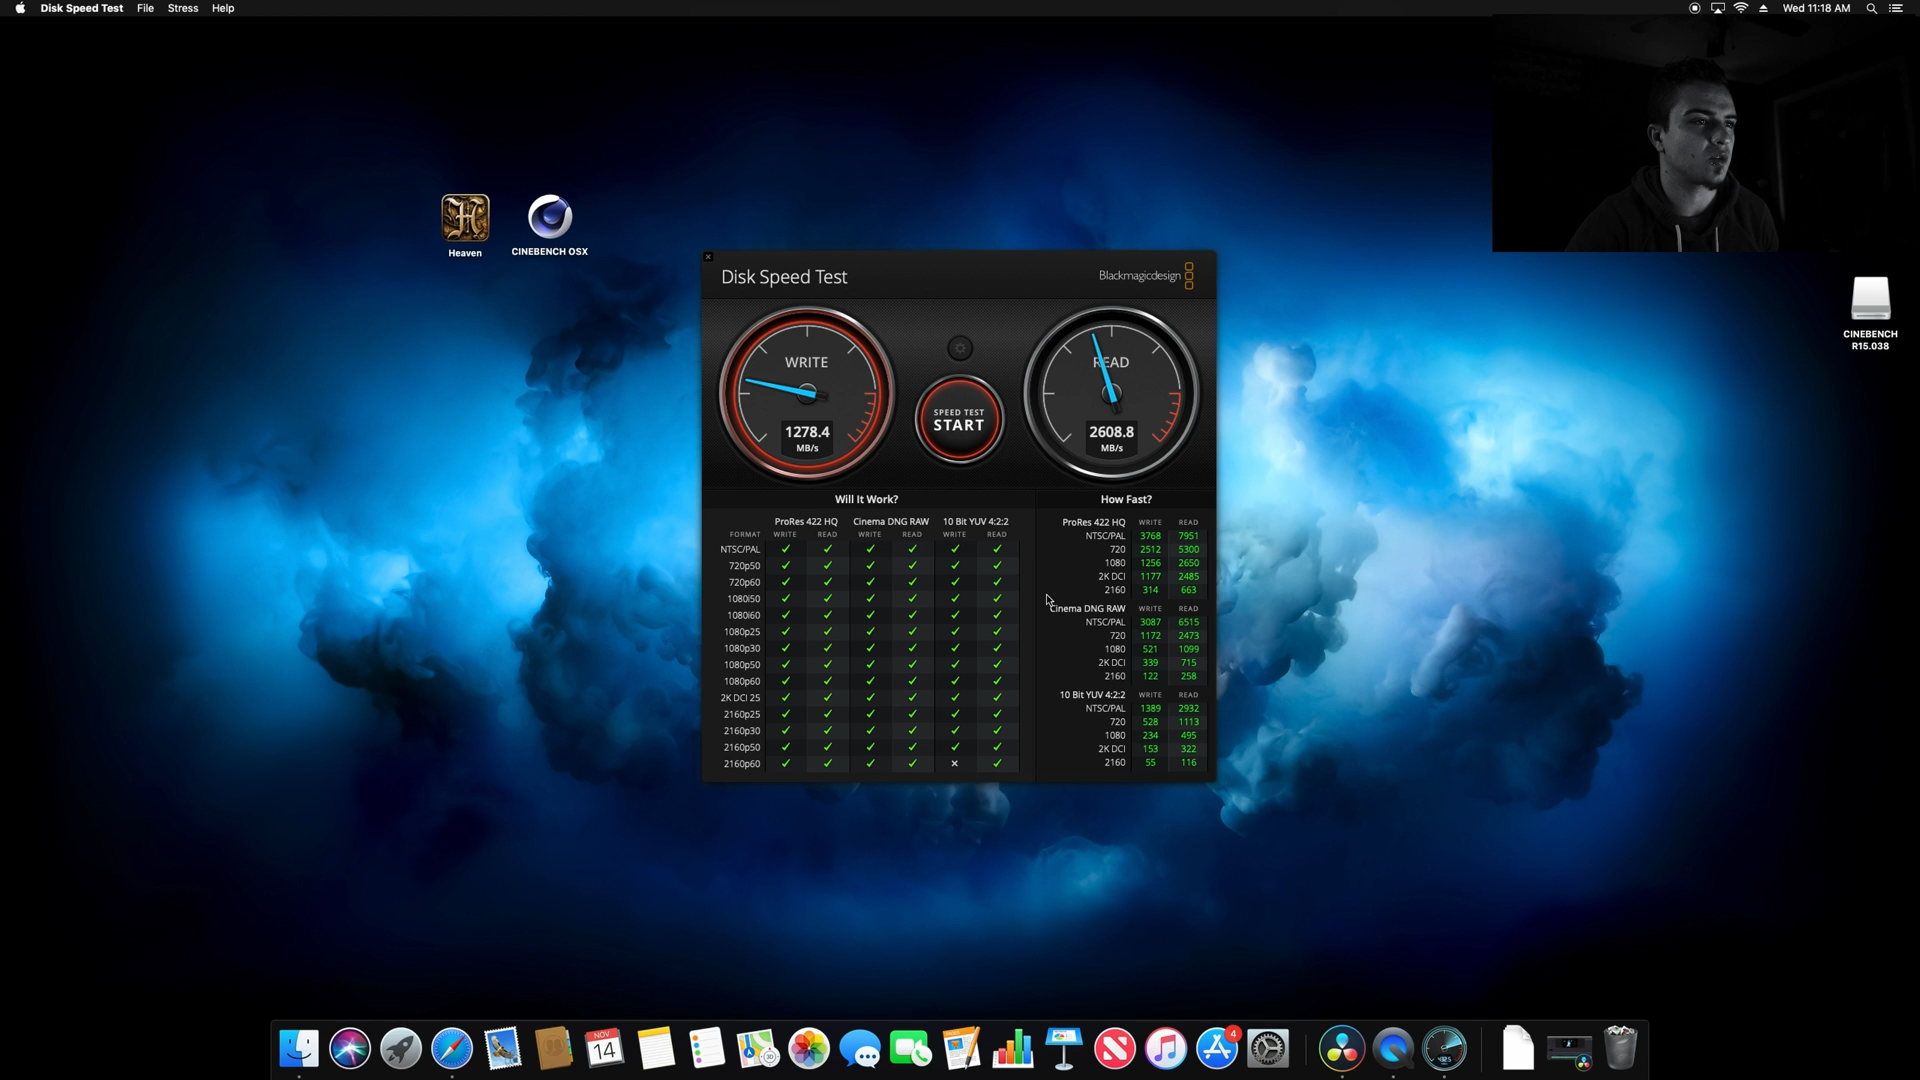 Disk Speed Test File Stress Help Wed 11:18 AM
Heaven
CINEBENCH OSX
CINEBENCH
R15.038
Disk Speed Test Blackmagicdesign
WRITE READ
1278.4
MB/s
SPEED TEST
START
2608.8
MB/s
Will It Work?
ProRes 422 HQ Cinema DNG RAW 10 Bit YUV 4:2:2
FORMAT WRITE READ WRITE READ WRITE READ
NTSC/PAL ✓ ✓ ✓ ✓ ✓ ✓
720p50 ✓ ✓ ✓ ✓ ✓ ✓
720p60 ✓ ✓ ✓ ✓ ✓ ✓
1080i50 ✓ ✓ ✓ ✓ ✓ ✓
1080i60 ✓ ✓ ✓ ✓ ✓ ✓
1080p25 ✓ ✓ ✓ ✓ ✓ ✓
1080p30 ✓ ✓ ✓ ✓ ✓ ✓
1080p50 ✓ ✓ ✓ ✓ ✓ ✓
1080p60 ✓ ✓ ✓ ✓ ✓ ✓
2K DCI 25 ✓ ✓ ✓ ✓ ✓ ✓
2160p25 ✓ ✓ ✓ ✓ ✓ ✓
2160p30 ✓ ✓ ✓ ✓ ✓ ✓
2160p50 ✓ ✓ ✓ ✓ ✓ ✓
2160p60 ✓ ✓ ✓ ✓ ✕ ✓
How Fast?
ProRes 422 HQ WRITE READ
NTSC/PAL 3768 7951
720 2512 5300
1080 1256 2650
2K DCI 1177 2485
2160 314 663
Cinema DNG RAW WRITE READ
NTSC/PAL 3087 6515
720 1172 2473
1080 521 1099
2K DCI 339 715
2160 122 258
10 Bit YUV 4:2:2 WRITE READ
NTSC/PAL 1389 2932
720 528 1113
1080 234 495
2K DCI 153 322
2160 55 116
NOV
14
3D
4